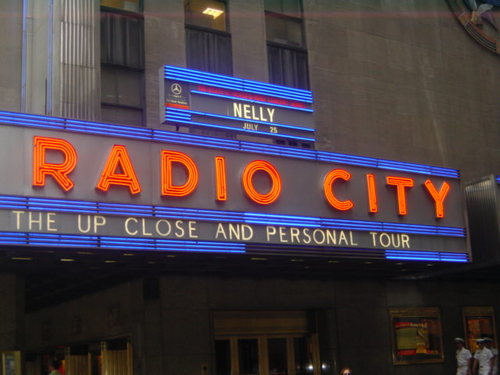 NELLY
JULY 25
RADIO CITY
THE UP CLOSE AND PERSONAL TOUR